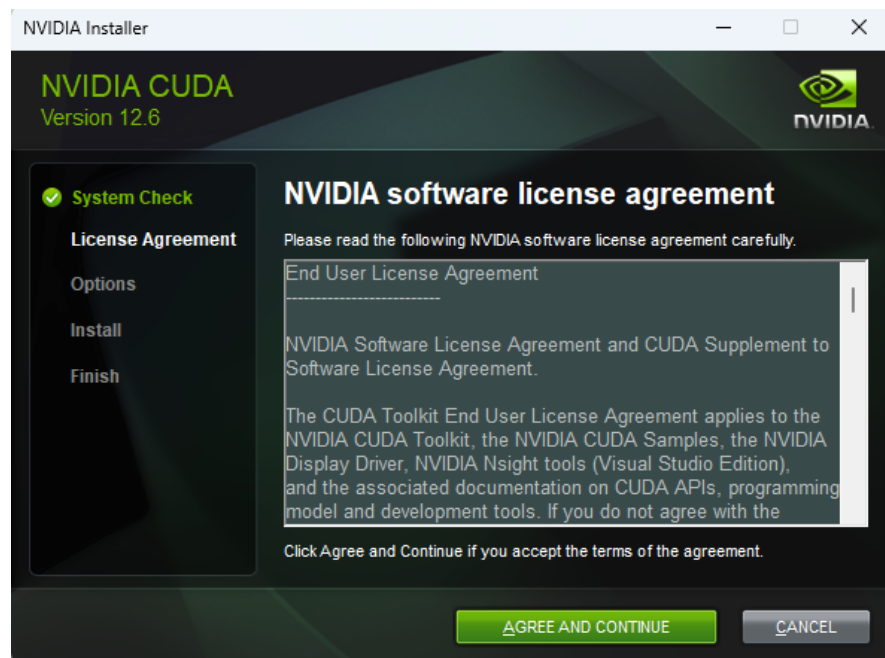 NVIDIA Installer
NVIDIA CUDA
Version 12.6
NVIDIA.
System Check
License Agreement
Options
Install
Finish
NVIDIA software license agreement
Please read the following NVIDIA software license agreement carefully.
End User License Agreement
--------------------------
NVIDIA Software License Agreement and CUDA Supplement to
Software License Agreement.
The CUDA Toolkit End User License Agreement applies to the
NVIDIA CUDA Toolkit, the NVIDIA CUDA Samples, the NVIDIA
Display Driver, NVIDIA Nsight tools (Visual Studio Edition),
and the associated documentation on CUDA APIs, programming
model and development tools. If you do not agree with the
Click Agree and Continue if you accept the terms of the agreement.
AGREE AND CONTINUE
CANCEL